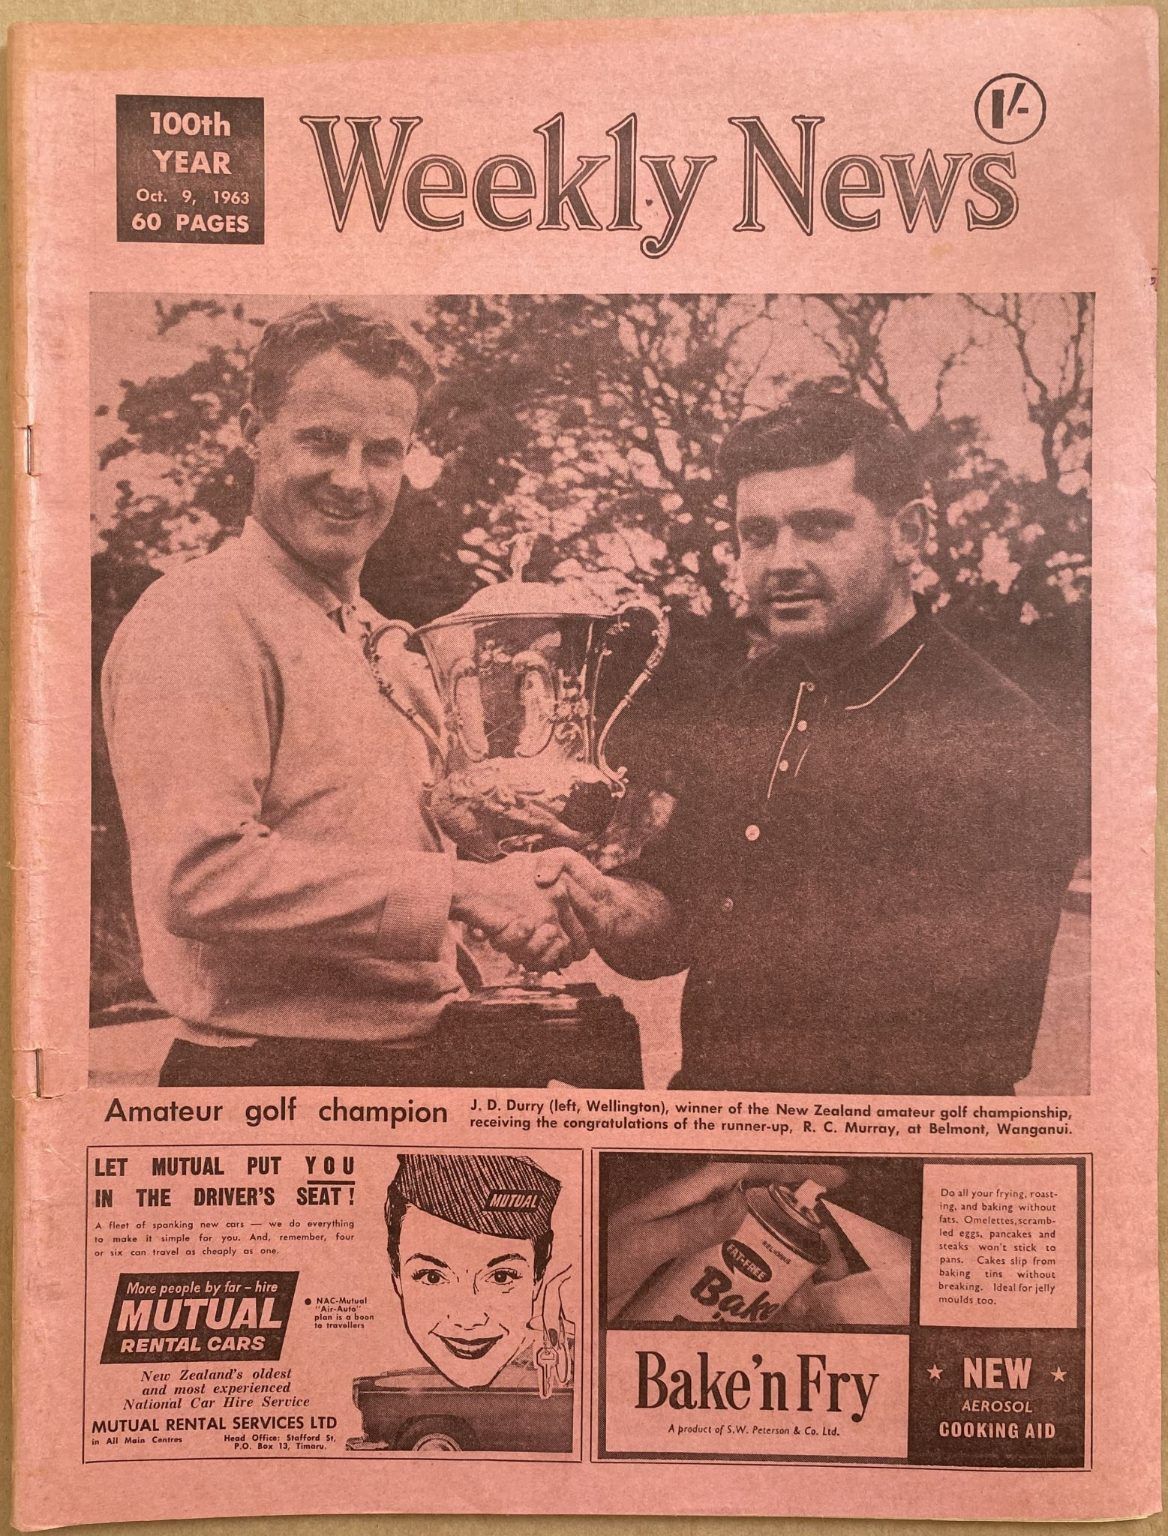 100th
YEAR
Oct. 9, 1963
60 PAGES
Weekly News
1/-
Amateur golf champion
J. D. Durry (left, Wellington), winner of the New Zealand amateur golf championship,
receiving the congratulations of the runner-up, R. C. Murray, at Belmont, Wanganui.
LET MUTUAL PUT YOU
IN THE DRIVER'S SEAT!
A fleet of spanking new cars — we do everything
to make it simple for you. And, remember, four
or six can travel as cheaply as one.
MUTUAL
More people by far – hire
MUTUAL
RENTAL CARS
● NAC-Mutual
"Air-Auto"
plan is a boon
to travellers
New Zealand's oldest
and most experienced
National Car Hire Service
MUTUAL RENTAL SERVICES LTD
in All Main Centres
Head Office: Stafford St,
P.O. Box 13, Timaru.
RELIGIOUS
FAT-FREE
Bake
Do all your frying, roast-
ing, and baking without
fats. Omelettes, scramb-
led eggs, pancakes and
steaks won't stick to
pans. Cakes slip from
baking tins without
breaking. Ideal for jelly
moulds too.
Bake'n Fry
A product of S.W. Peterson & Co. Ltd.
★ NEW ★
AEROSOL
COOKING AID